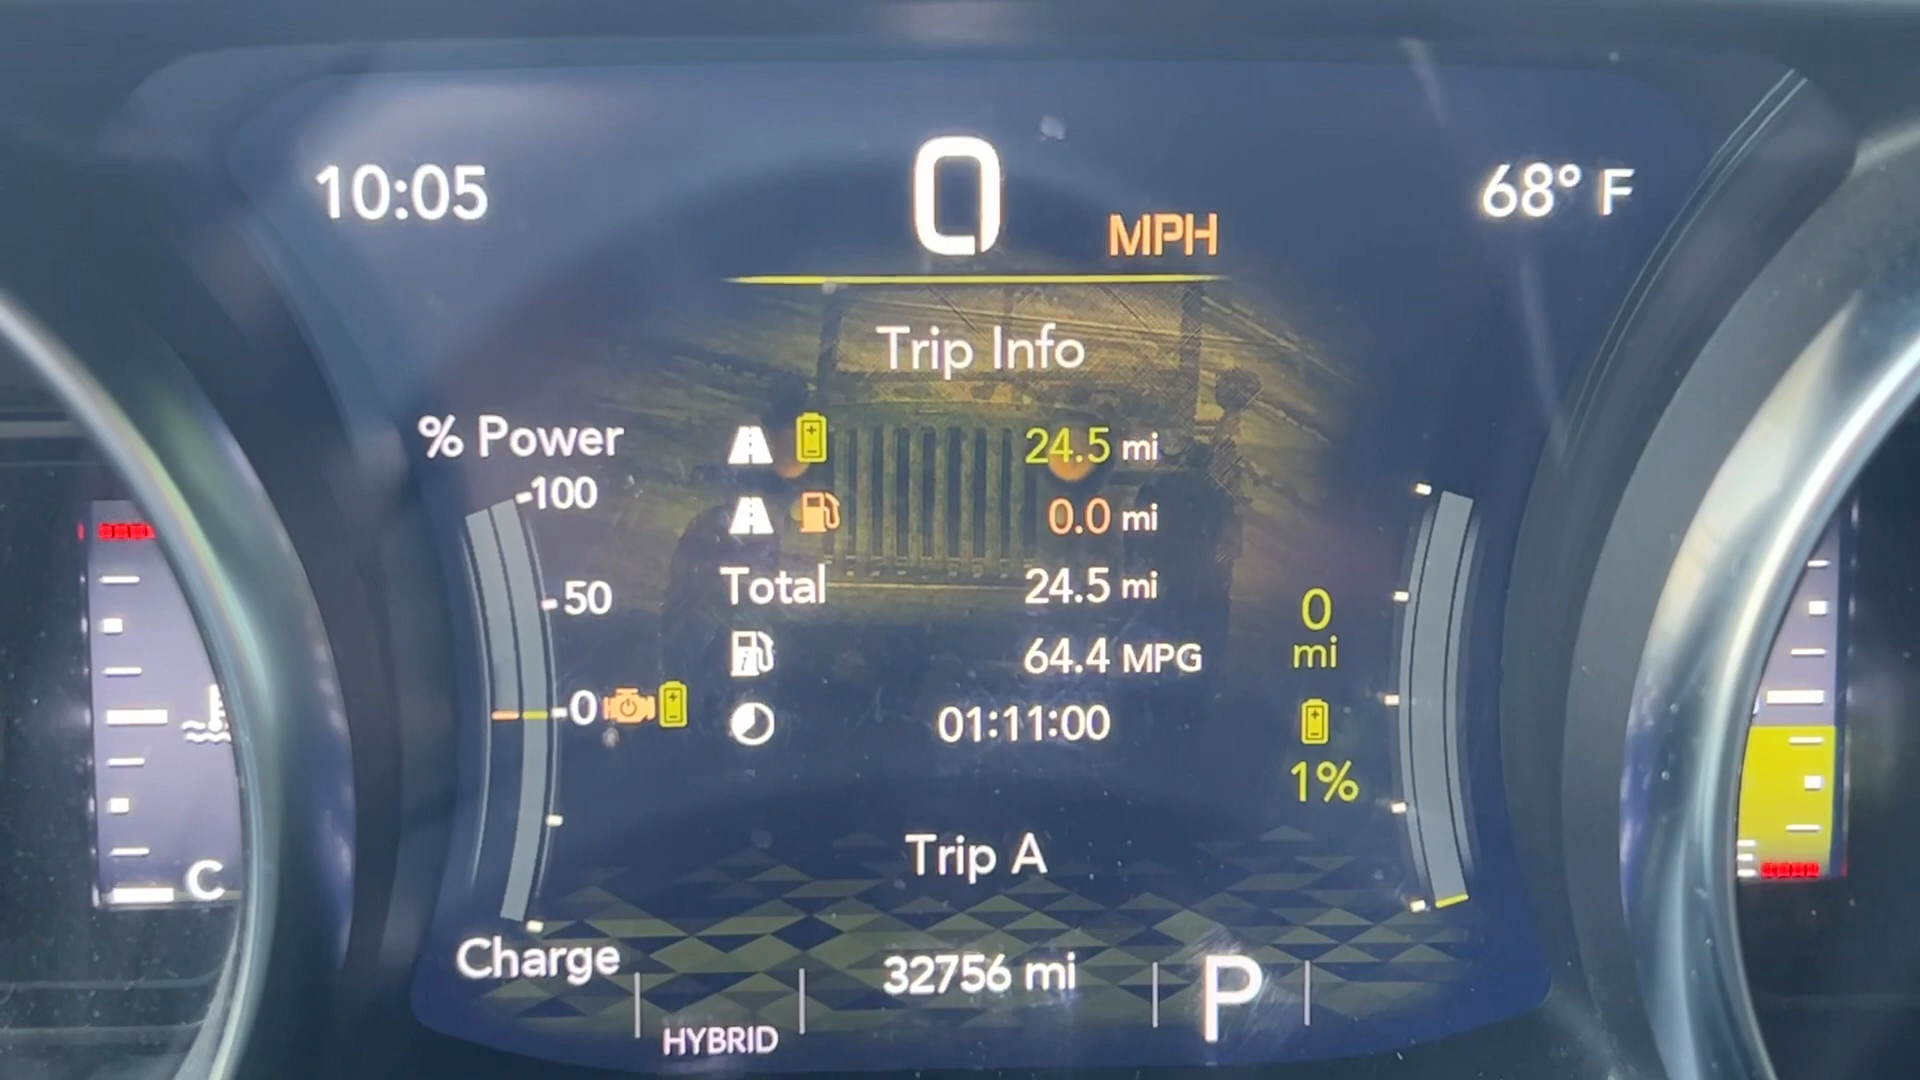 10:05
0 MPH
68° F
Trip Info
% Power
100
50
0
24.5 mi
0.0 mi
Total 24.5 mi
64.4 MPG
01:11:00
0
mi
1%
Trip A
Charge
32756 mi
P
HYBRID
C
E